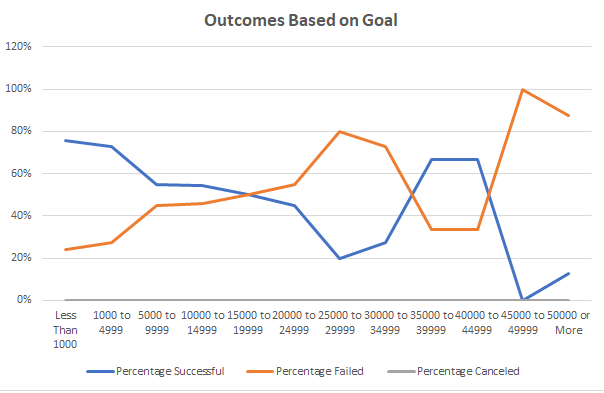 Outcomes Based on Goal
120%
100%
80%
60%
40%
20%
0%
Less Than 1000
1000 to 4999
5000 to 9999
10000 to 14999
15000 to 19999
20000 to 24999
25000 to 29999
30000 to 34999
35000 to 39999
40000 to 44999
45000 to 49999
50000 or More
Percentage Successful
Percentage Failed
Percentage Canceled